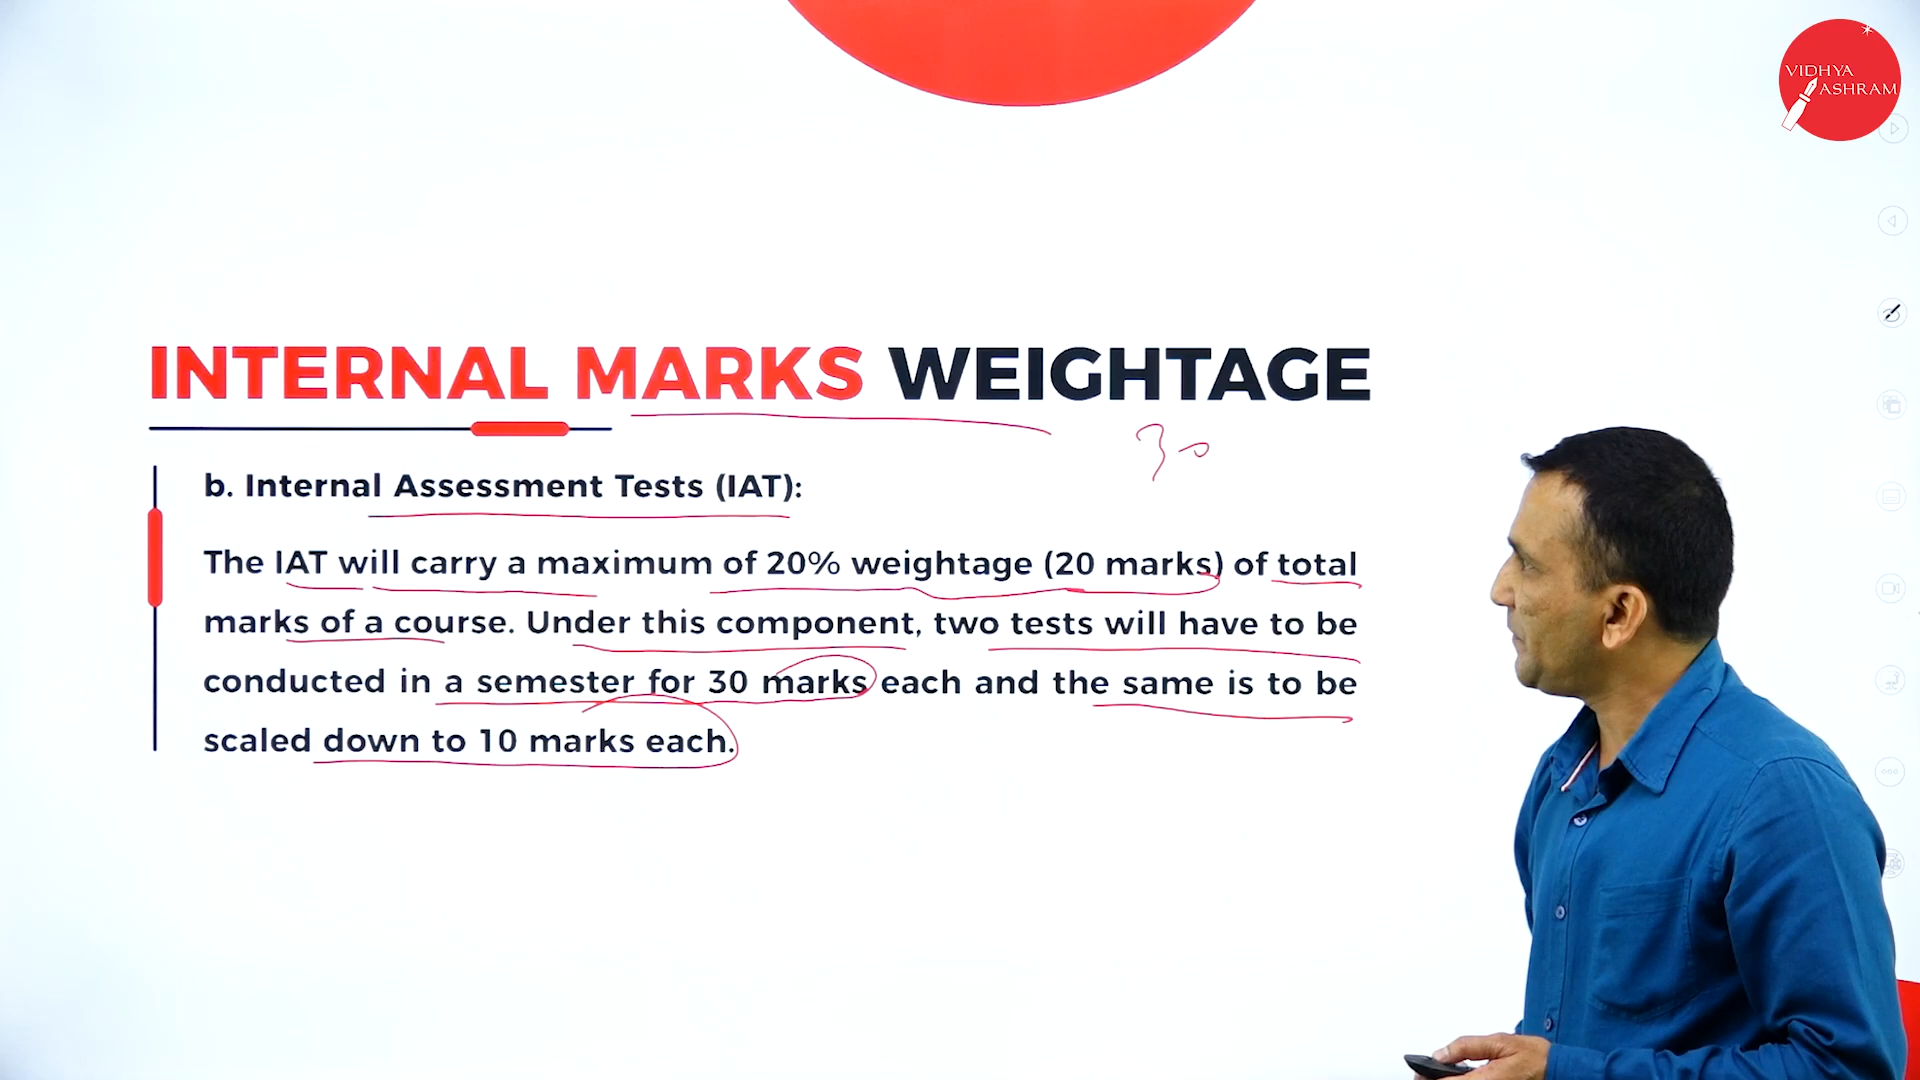 VIDHYA
ASHRAM
INTERNAL MARKS WEIGHTAGE
30
b. Internal Assessment Tests (IAT):
The IAT will carry a maximum of 20% weightage (20 marks) of total
marks of a course. Under this component, two tests will have to be
conducted in a semester for 30 marks each and the same is to be
scaled down to 10 marks each.